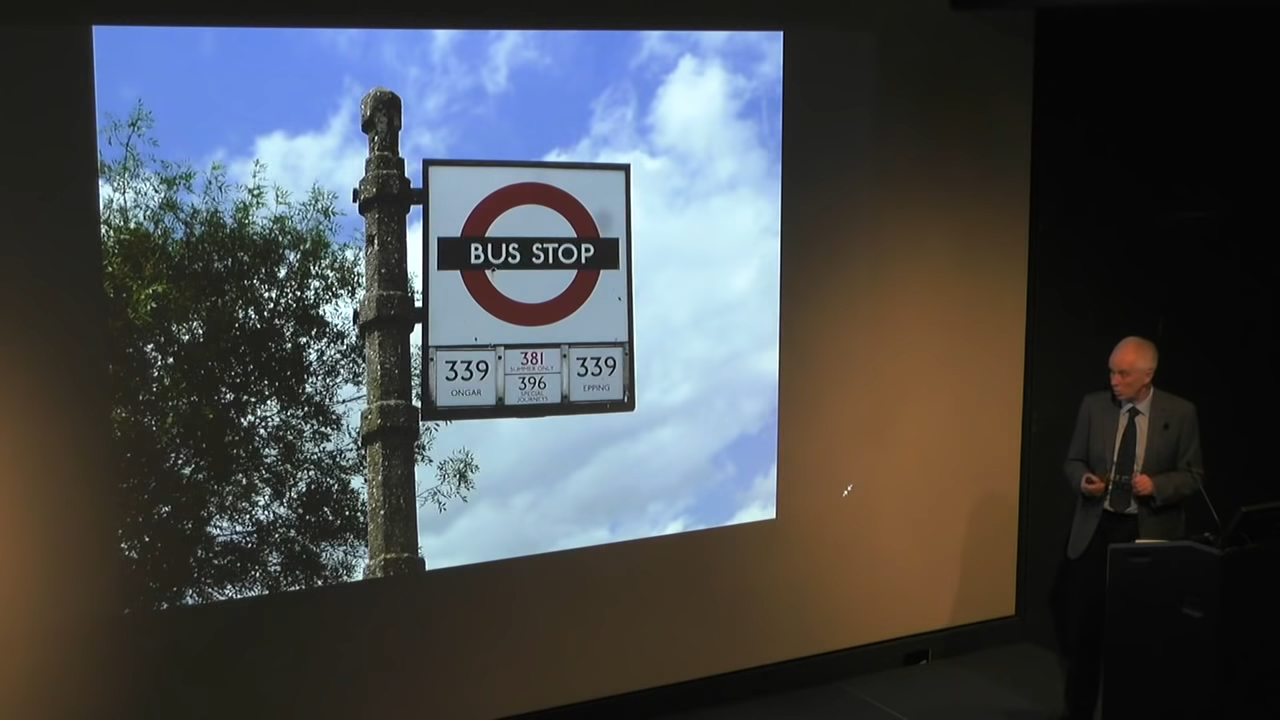 BUS STOP
339
ONGAR
381
SUMMER ONLY
396
SPECIAL
JOURNEYS
339
EPPING